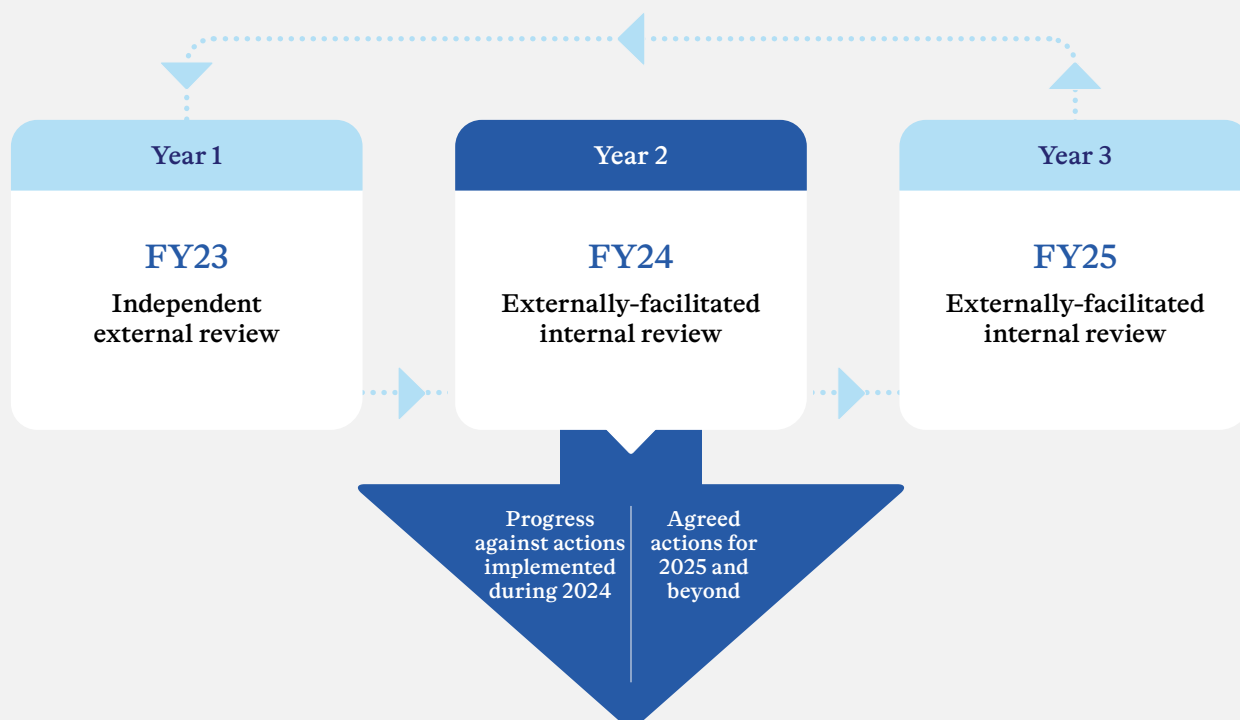 Year 1
FY23
Independent
external review
Year 2
FY24
Externally-facilitated
internal review
Year 3
FY25
Externally-facilitated
internal review
Progress
against actions
implemented
during 2024
Agreed
actions for
2025 and
beyond